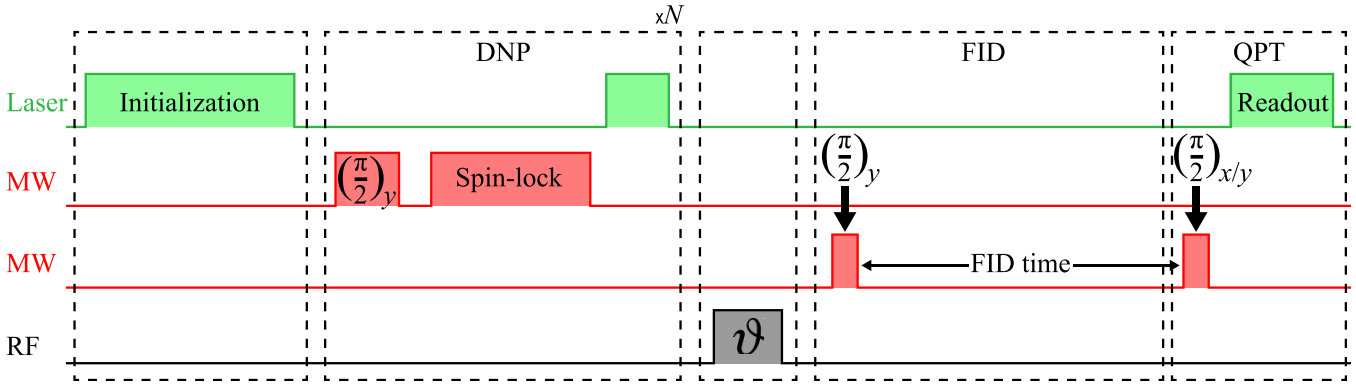 xN
DNP
FID
QPT
Laser
Initialization
Readout
MW
(π/2)y
Spin-lock
(π/2)y
(π/2)x/y
MW
FID time
RF
ϑ